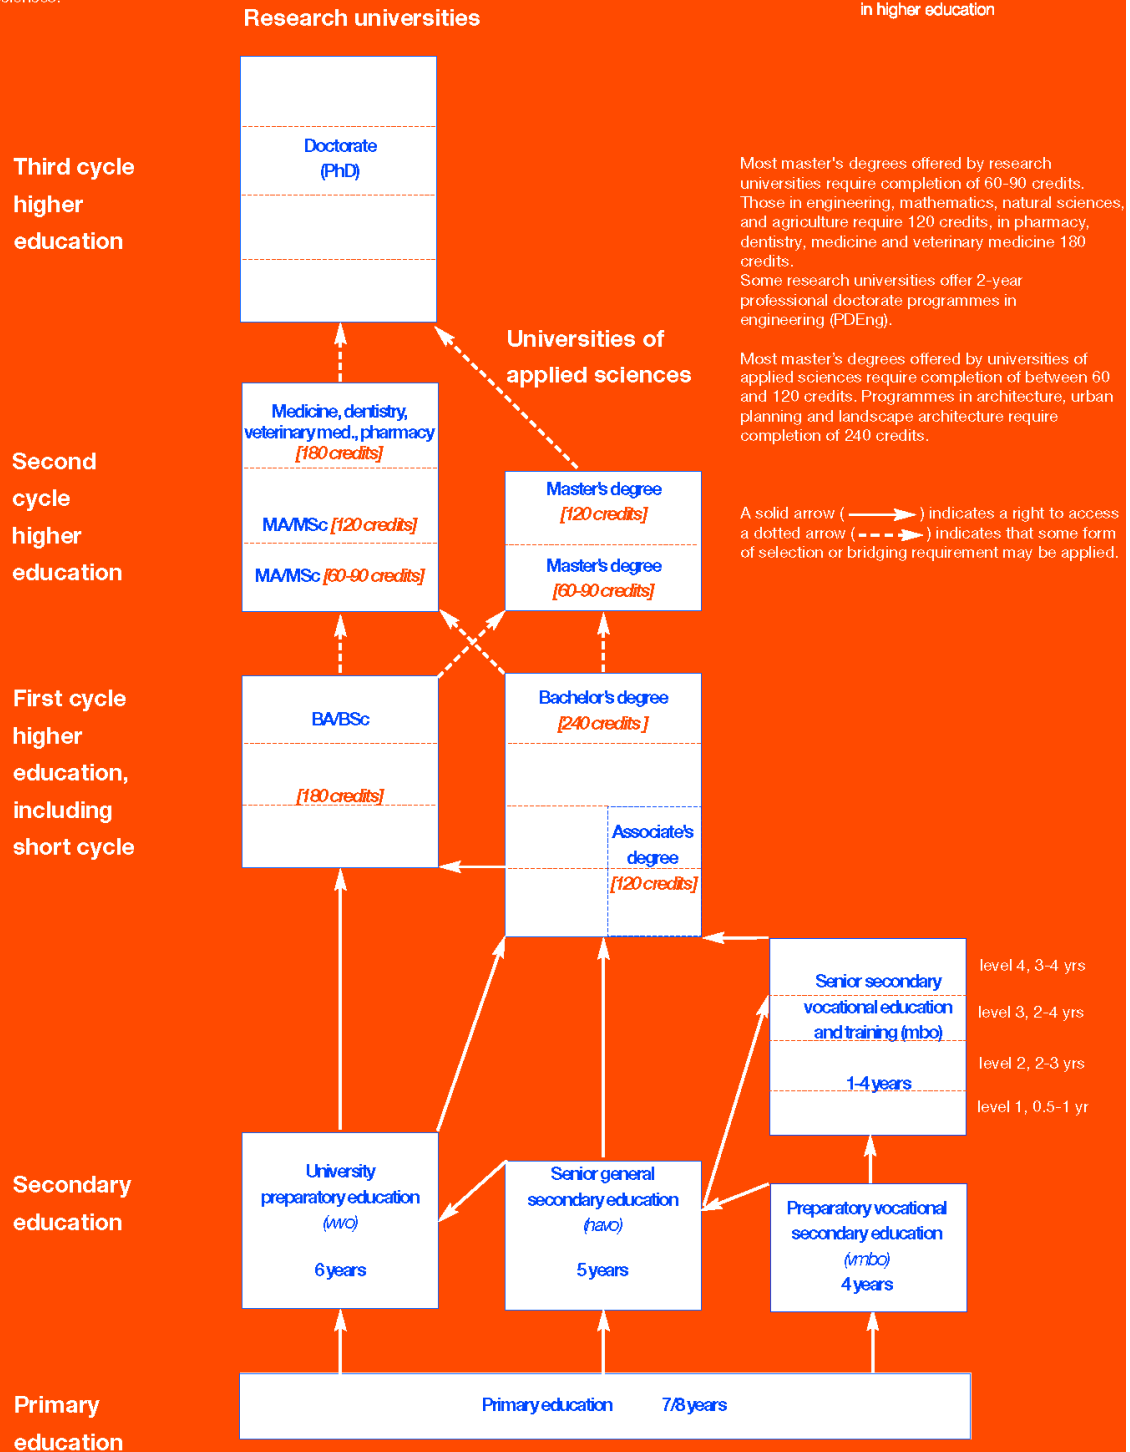 Research universities
in higher education
Third cycle
higher
education
Doctorate
(PhD)
Most master's degrees offered by research
universities require completion of 60-90 credits.
Those in engineering, mathematics, natural sciences,
and agriculture require 120 credits, in pharmacy,
dentistry, medicine and veterinary medicine 180
credits.
Some research universities offer 2-year
professional doctorate programmes in
engineering (PDEng).
Universities of
applied sciences
Most master's degrees offered by universities of
applied sciences require completion of between 60
and 120 credits. Programmes in architecture, urban
planning and landscape architecture require
completion of 240 credits.
Second
cycle
higher
education
Medicine, dentistry,
veterinary med., pharmacy
[180 credits]
MA/MSc [120 credits]
MA/MSc [60-90 credits]
Master's degree
[120 credits]
Master's degree
[60-90 credits]
A solid arrow ( ) indicates a right to access
a dotted arrow ( ) indicates that some form
of selection or bridging requirement may be applied.
First cycle
higher
education,
including
short cycle
BA/BSc
[180 credits]
Bachelor's degree
[240 credits ]
Associate's
degree
[120 credits]
Senior secondary
vocational education
and training (mbo)
1-4 years
level 4, 3-4 yrs
level 3, 2-4 yrs
level 2, 2-3 yrs
level 1, 0.5-1 yr
Secondary
education
University
preparatory education
(vwo)
6 years
Senior general
secondary education
(havo)
5 years
Preparatory vocational
secondary education
(vmbo)
4 years
Primary
education
Primary education 7/8 years